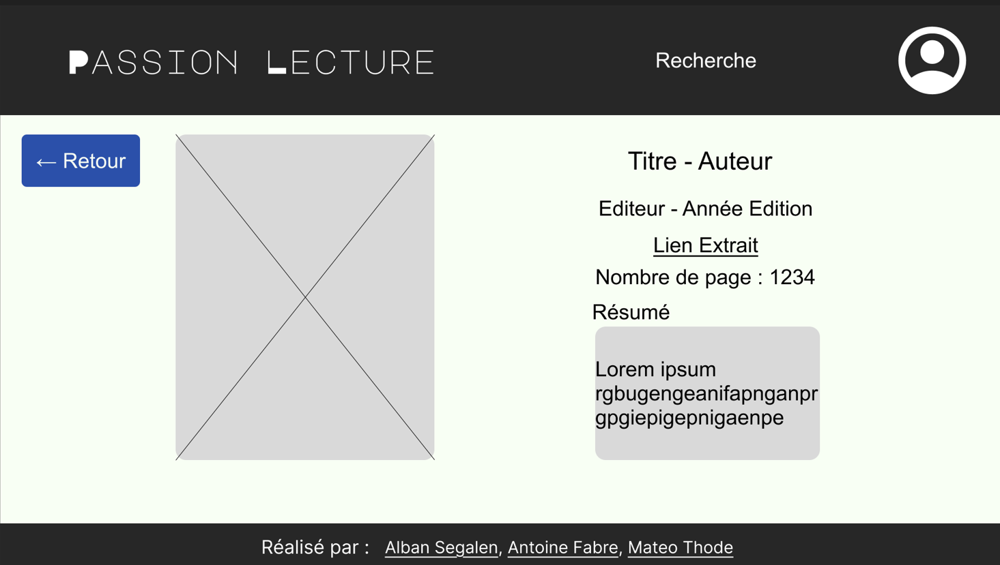 PASSION LECTURE
Recherche
← Retour
Titre - Auteur
Editeur - Année Edition
Lien Extrait
Nombre de page : 1234
Résumé
Lorem ipsum
rgbugengeanifapnganpr
gpgiepigepnigaenpe
Réalisé par : Alban Segalen, Antoine Fabre, Mateo Thode